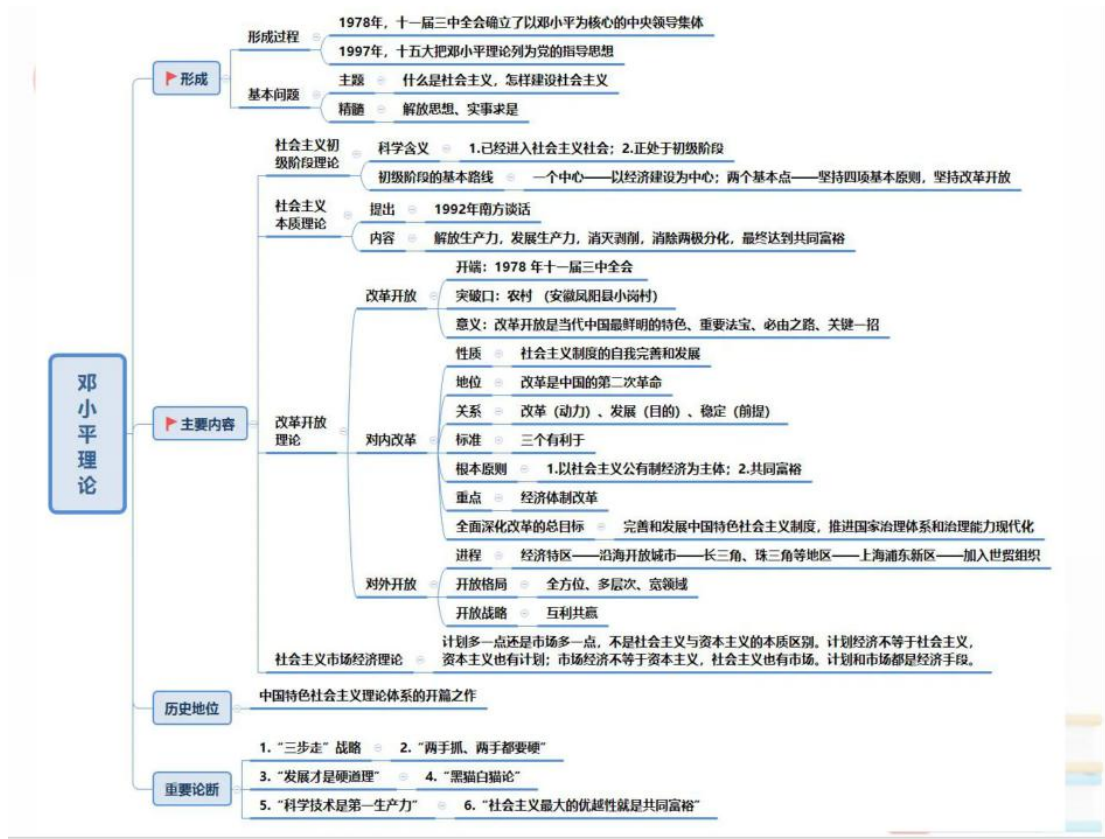 邓小平理论
形成
形成过程
1978年，十一届三中全会确立了以邓小平为核心的中央领导集体
1997年，十五大把邓小平理论列为党的指导思想
基本问题
主题 什么是社会主义，怎样建设社会主义
精髓 解放思想、实事求是
主要内容
社会主义初
级阶段理论
科学含义 1.已经进入社会主义社会；2.正处于初级阶段
初级阶段的基本路线 一个中心——以经济建设为中心；两个基本点——坚持四项基本原则，坚持改革开放
社会主义
本质理论
提出 1992年南方谈话
内容 解放生产力，发展生产力，消灭剥削，消除两极分化，最终达到共同富裕
改革开放
理论
改革开放
开端：1978 年十一届三中全会
突破口：农村 （安徽凤阳县小岗村）
意义：改革开放是当代中国最鲜明的特色、重要法宝、必由之路、关键一招
对内改革
性质 社会主义制度的自我完善和发展
地位 改革是中国的第二次革命
关系 改革（动力）、发展（目的）、稳定（前提）
标准 三个有利于
根本原则 1.以社会主义公有制经济为主体；2.共同富裕
重点 经济体制改革
全面深化改革的总目标 完善和发展中国特色社会主义制度，推进国家治理体系和治理能力现代化
对外开放
进程 经济特区——沿海开放城市——长三角、珠三角等地区——上海浦东新区——加入世贸组织
开放格局 全方位、多层次、宽领域
开放战略 互利共赢
社会主义市场经济理论
计划多一点还是市场多一点，不是社会主义与资本主义的本质区别。计划经济不等于社会主义，
资本主义也有计划；市场经济不等于资本主义，社会主义也有市场。计划和市场都是经济手段。
历史地位
中国特色社会主义理论体系的开篇之作
重要论断
1.“三步走”战略 2.“两手抓、两手都要硬”
3.“发展才是硬道理” 4.“黑猫白猫论”
5.“科学技术是第一生产力” 6.“社会主义最大的优越性就是共同富裕”